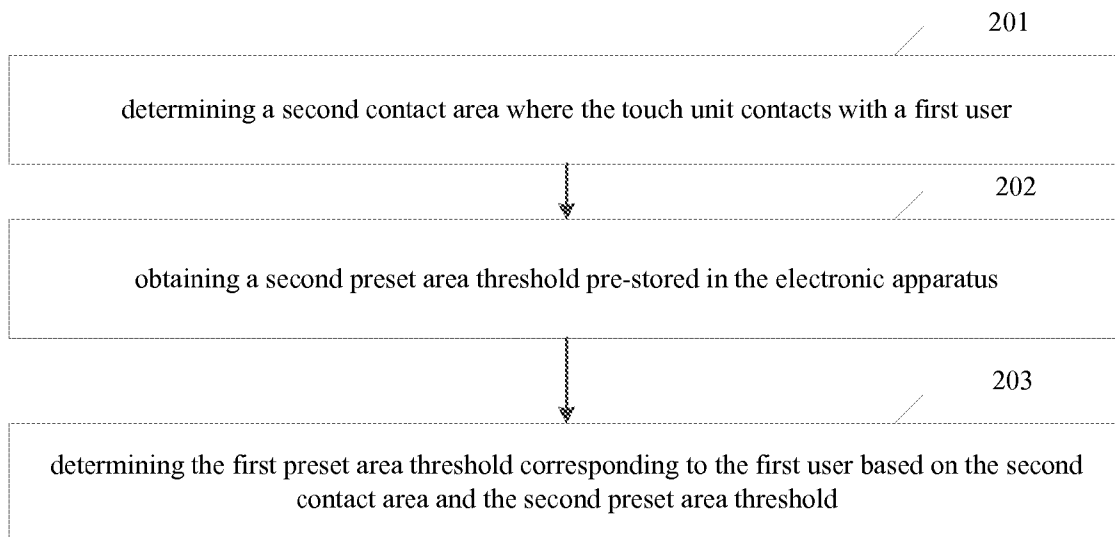 201
determining a second contact area where the touch unit contacts with a first user
202
obtaining a second preset area threshold pre-stored in the electronic apparatus
203
determining the first preset area threshold corresponding to the first user based on the second
contact area and the second preset area threshold